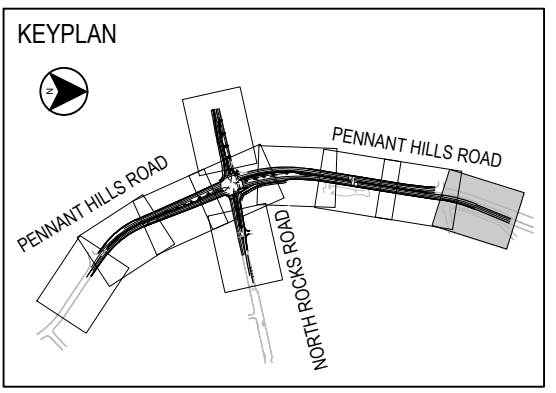 KEYPLAN
N
PENNANT HILLS ROAD
PENNANT HILLS ROAD
NORTH ROCKS ROAD